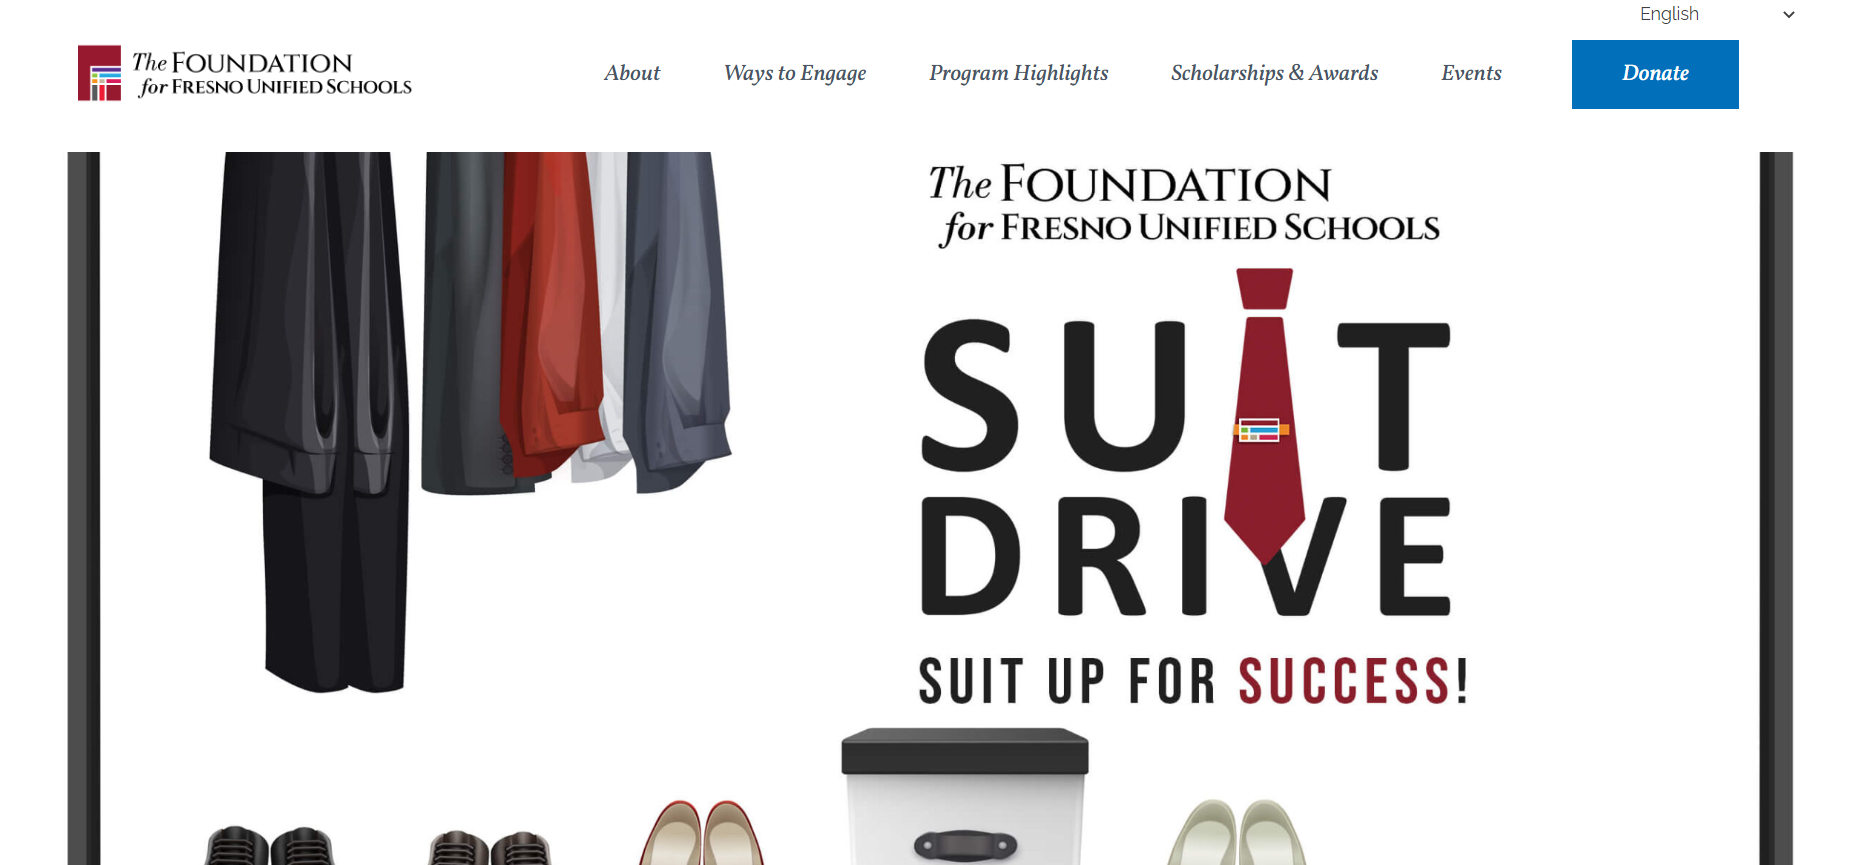 English
The FOUNDATION
for FRESNO UNIFIED SCHOOLS
About Ways to Engage Program Highlights Scholarships & Awards Events Donate
The FOUNDATION
for FRESNO UNIFIED SCHOOLS
SUIT
DRIVE
SUIT UP FOR SUCCESS!